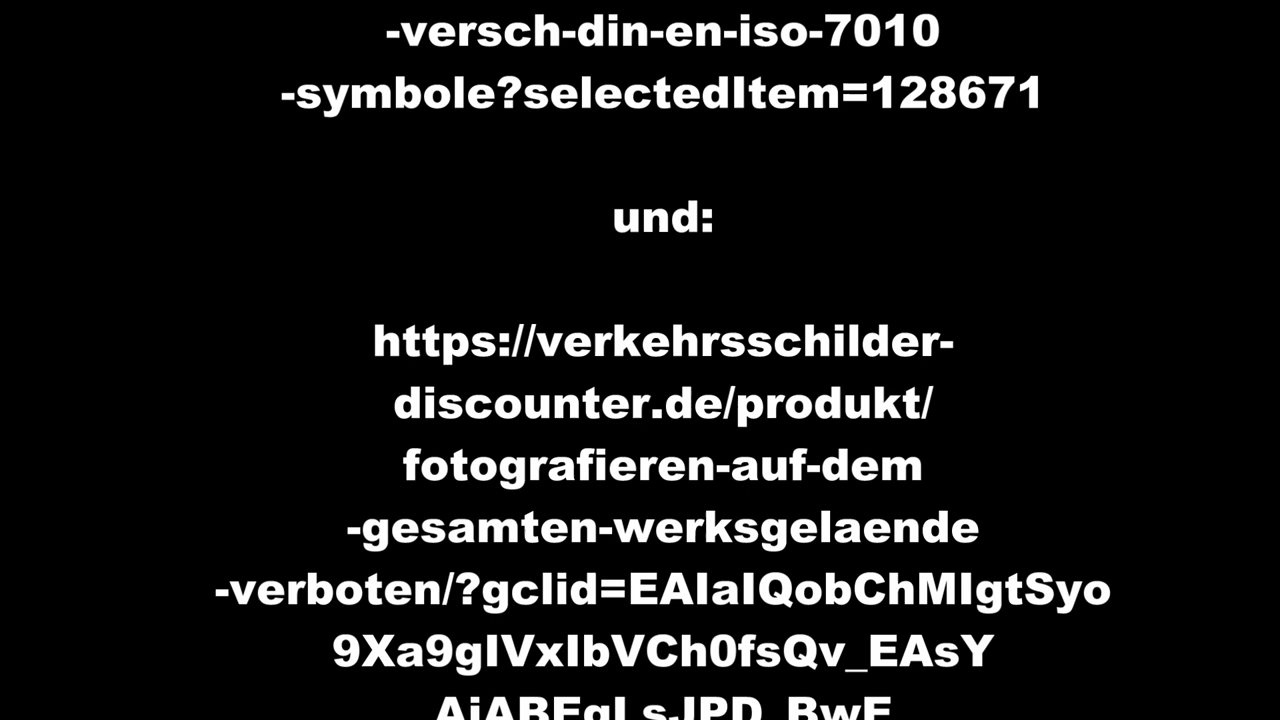 -versch-din-en-iso-7010
-symbole?selectedItem=128671
und:
https://verkehrsschilder-
discounter.de/produkt/
fotografieren-auf-dem
-gesamten-werksgelaende
-verboten/?gclid=EAIaIQobChMIgtSyo
9Xa9gIVxIbVCh0fsQv_EAsY
AiABEgLsJPD_BwE